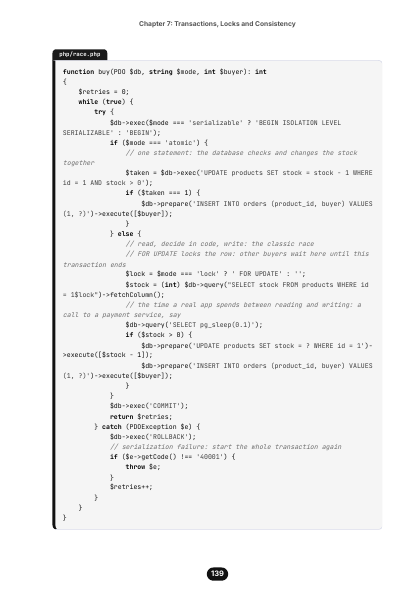 Chapter 7: Transactions, Locks and Consistency
php/race.php
function buy(PDO $db, string $mode, int $buyer): int
{
    $retries = 0;
    while (true) {
        try {
            $db->exec($mode === 'serializable' ? 'BEGIN ISOLATION LEVEL
SERIALIZABLE' : 'BEGIN');
            if ($mode === 'atomic') {
                // one statement: the database checks and changes the stock
together
                $taken = $db->exec('UPDATE products SET stock = stock - 1 WHERE
id = 1 AND stock > 0');
                if ($taken === 1) {
                    $db->prepare('INSERT INTO orders (product_id, buyer) VALUES
(1, ?)')->execute([$buyer]);
                }
            } else {
                // read, decide in code, write: the classic race
                // FOR UPDATE locks the row: other buyers wait here until this
transaction ends
                $lock = $mode === 'lock' ? ' FOR UPDATE' : '';
                $stock = (int) $db->query("SELECT stock FROM products WHERE id
= 1$lock")->fetchColumn();
                // the time a real app spends between reading and writing: a
call to a payment service, say
                $db->query('SELECT pg_sleep(0.1)');
                if ($stock > 0) {
                    $db->prepare('UPDATE products SET stock = ? WHERE id = 1')-
>execute([$stock - 1]);
                    $db->prepare('INSERT INTO orders (product_id, buyer) VALUES
(1, ?)')->execute([$buyer]);
                }
            }
            $db->exec('COMMIT');
            return $retries;
        } catch (PDOException $e) {
            $db->exec('ROLLBACK');
            // serialization failure: start the whole transaction again
            if ($e->getCode() !== '40001') {
                throw $e;
            }
            $retries++;
        }
    }
}
139